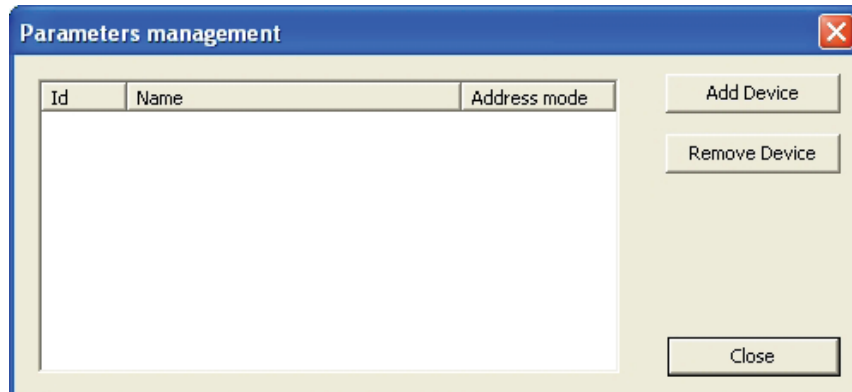 Parameters management
Id Name Address mode
Add Device
Remove Device
Close